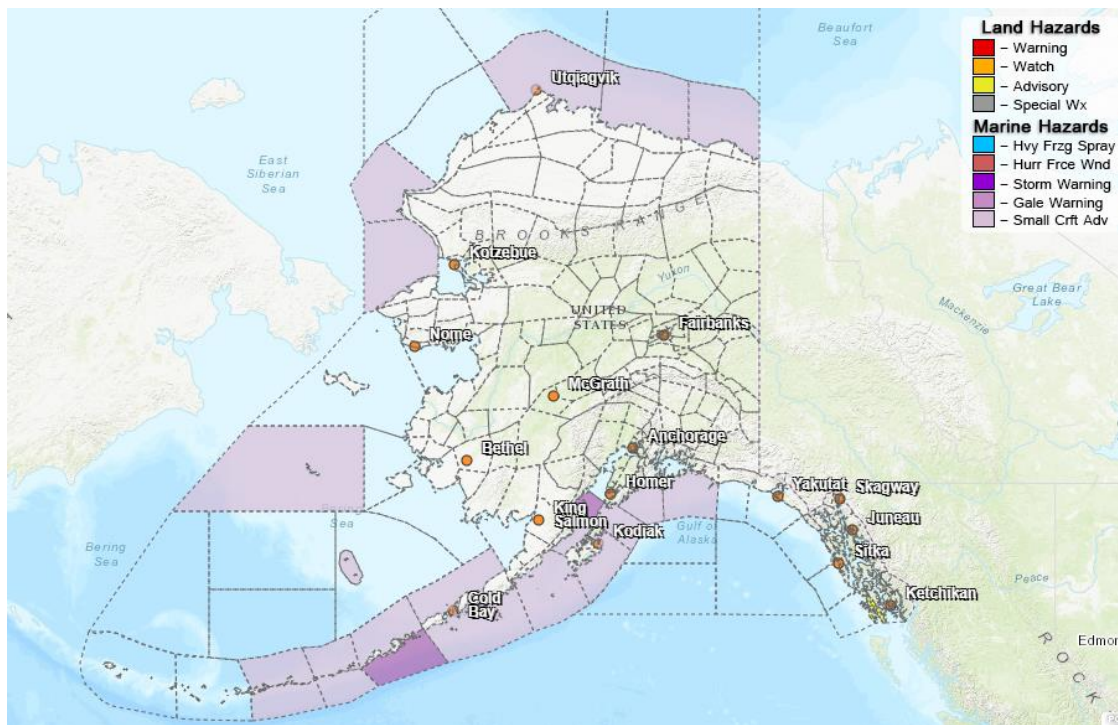 Beaufort
Sea
Land Hazards
– Warning
– Watch
– Advisory
– Special Wx
Marine Hazards
– Hvy Frzg Spray
– Hurr Frce Wnd
– Storm Warning
– Gale Warning
– Small Crft Adv
Utqiagvik
East
Siberian
Sea
BROOKS RANGE
Kotzebue
Yukon
Great Bear
Lake
Mackenzie
UNITED
STATES
Fairbanks
Nome
McGrath
Anchorage
Bethel
Homer
Yakutat
Skagway
King
Salmon
Kodiak
Juneau
Sea
Gulf of
Alaska
Bering
Sea
Sitka
Peace
Cold
Bay
Ketchikan
Edmon
ROCK